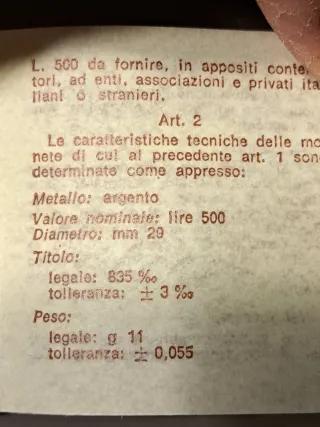 L. 500 da fornire, in appositi conte
tori, ad enti, associazioni e privati ita
liani o stranieri.
Art. 2
Le caratteristiche tecniche delle mo
nete di cui al precedente art. 1 sono
determinate come appresso:
Metallo: argento
Valore nominale: lire 500
Diametro: mm 29
Titolo:
legale: 835 ‰
tolleranza: ± 3 ‰
Peso:
legale: g 11
tolleranza: ± 0,055